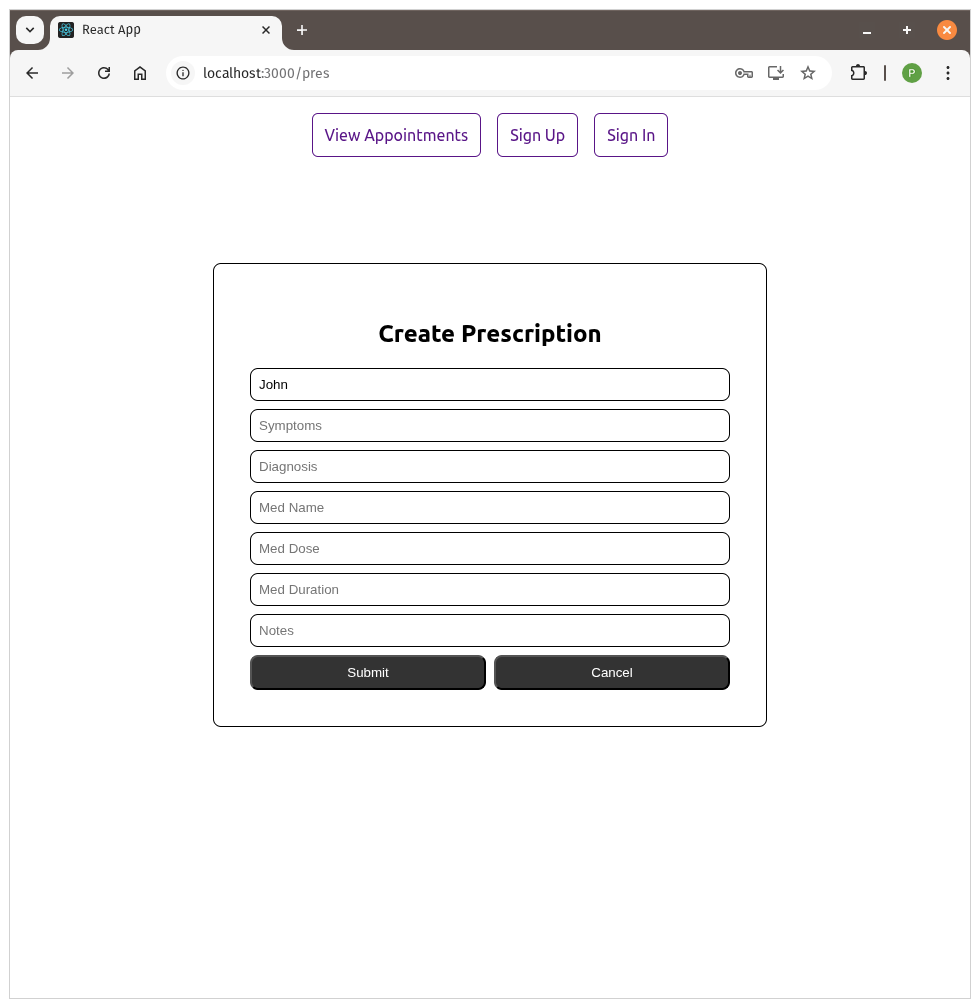 React App
localhost:3000/pres
P
View Appointments Sign Up Sign In
Create Prescription
John
Symptoms
Diagnosis
Med Name
Med Dose
Med Duration
Notes
Submit Cancel